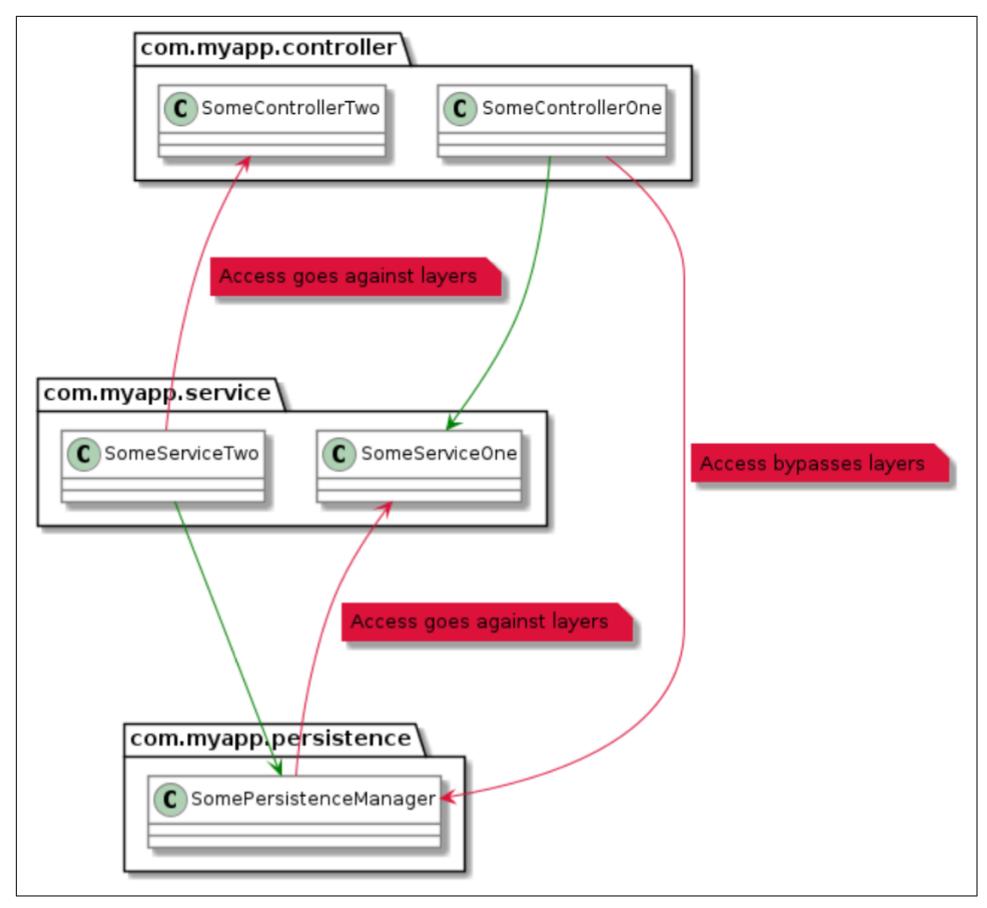 com.myapp.controller
C SomeControllerTwo
C SomeControllerOne
Access goes against layers
com.myapp.service
C SomeServiceTwo
C SomeServiceOne
Access bypasses layers
Access goes against layers
com.myapp.persistence
C SomePersistenceManager